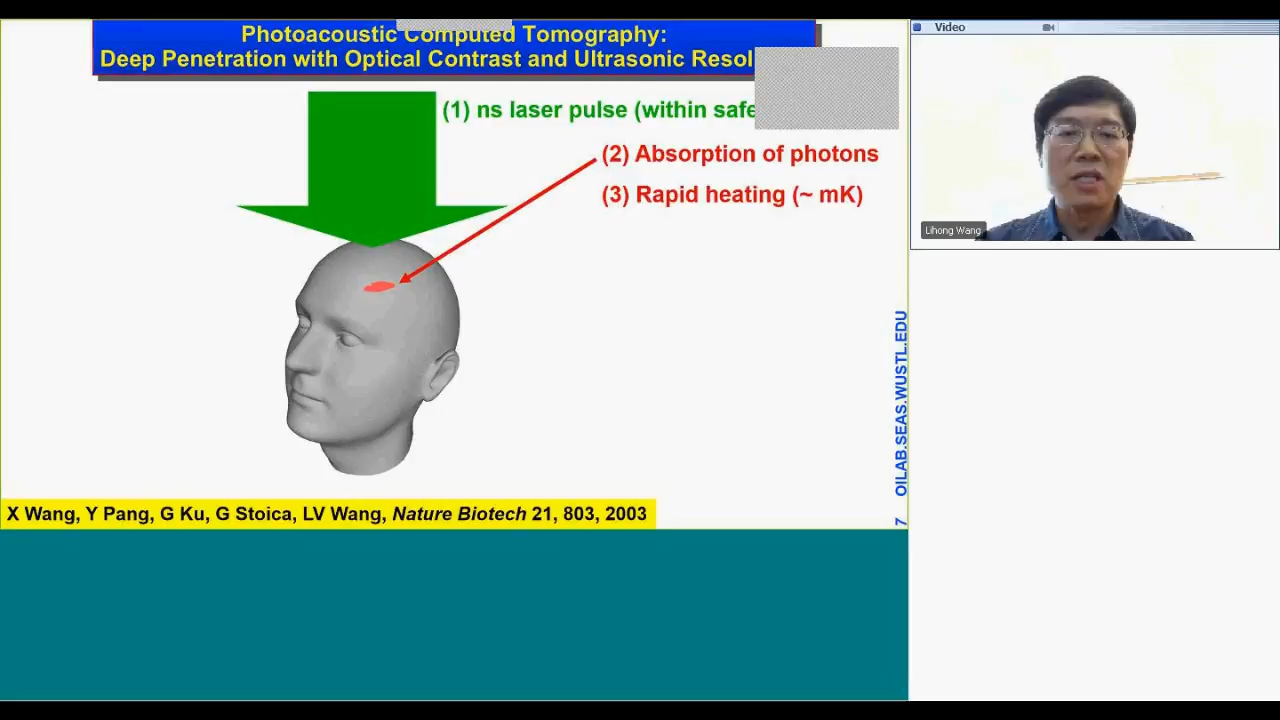 Photoacoustic Computed Tomography:
Deep Penetration with Optical Contrast and Ultrasonic
(1) ns laser pulse (within
(2) Absorption of photons
(3) Rapid heating (~ mK)
X Wang, Y Pang, G Ku, G Stoica, LV Wang, Nature Biotech 21, 803, 2003
OILAB.SEAS.WUSTL.EDU
7
Video
Lihong Wang